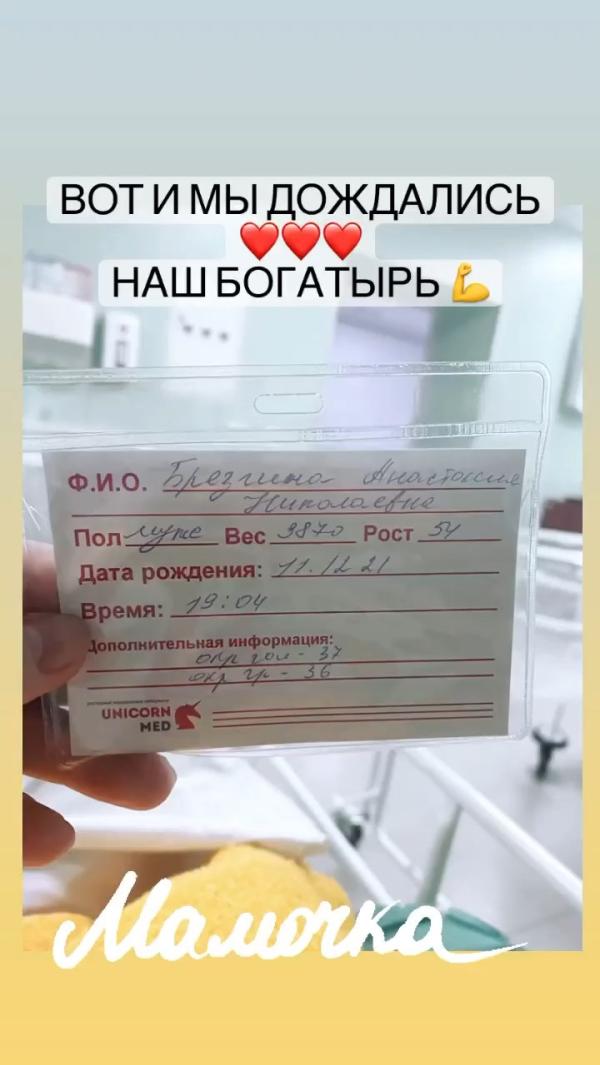 ВОТ И МЫ ДОЖДАЛИСЬ
❤️❤️❤️
НАШ БОГАТЫРЬ 💪
Ф.И.О. Брезгина Анастасия
Николаевна
Пол муж Вес 3870 Рост 54
Дата рождения: 11.12.21
Время: 19:04
Дополнительная информация:
окр гол - 37
окр гр - 36
UNICORN
MED
Мамочка